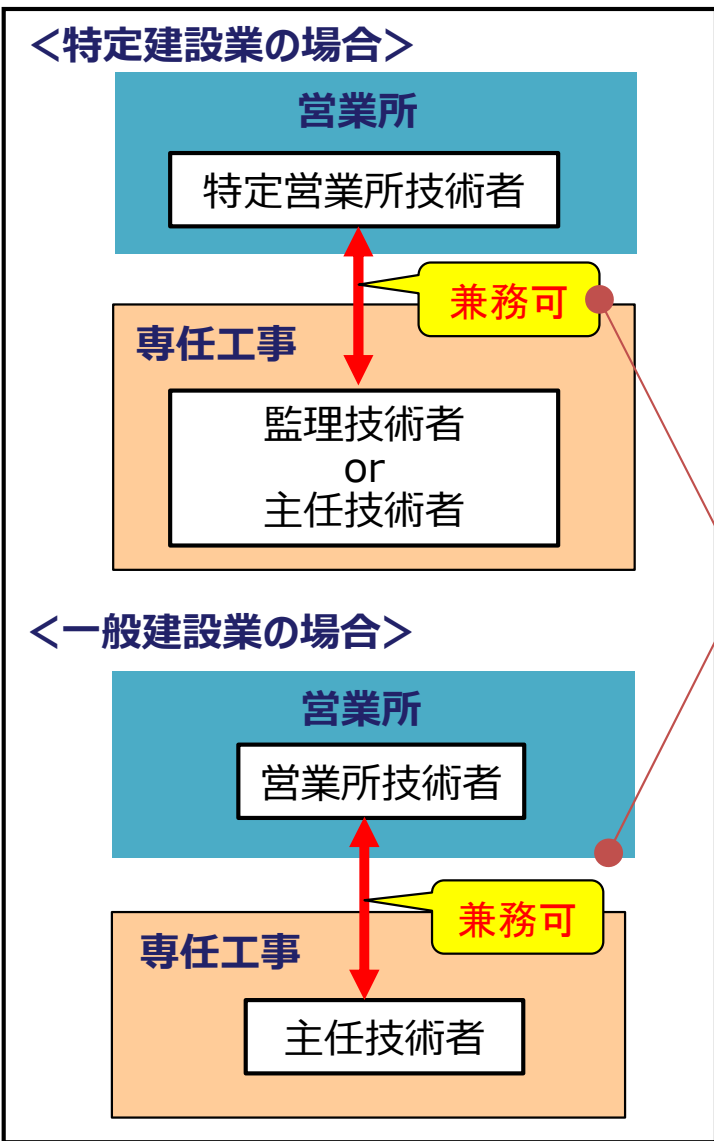 ＜特定建設業の場合＞
営業所
特定営業所技術者
兼務可
専任工事
監理技術者
or
主任技術者
＜一般建設業の場合＞
営業所
営業所技術者
兼務可
専任工事
主任技術者